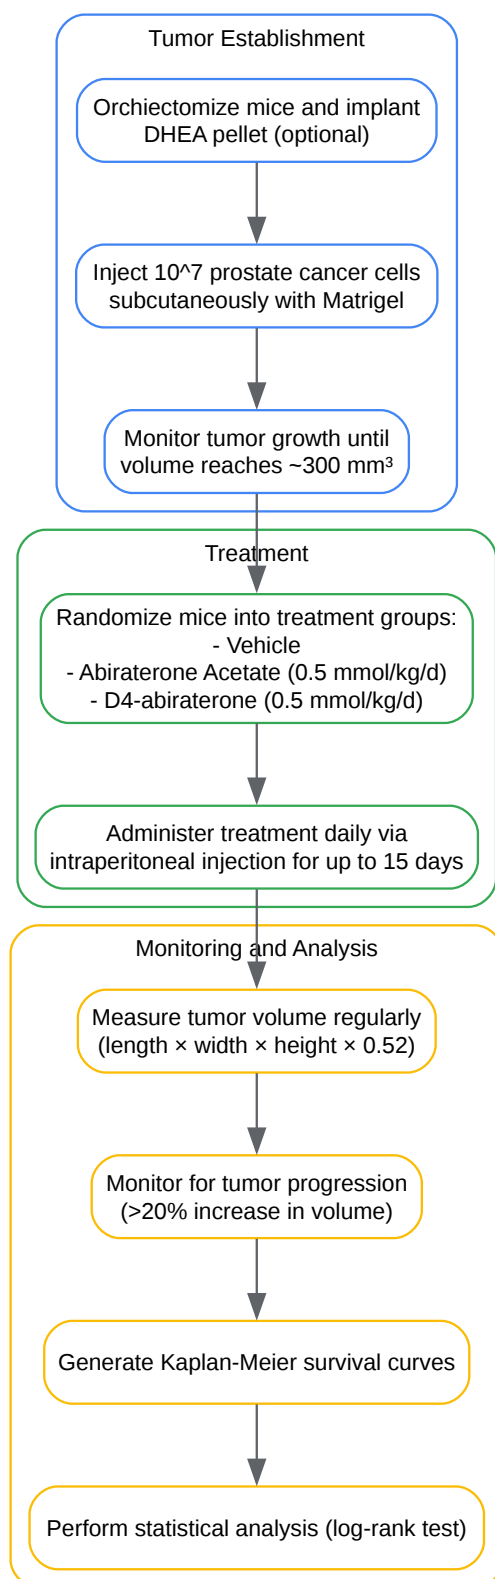 Tumor Establishment
Orchiectomize mice and implant
DHEA pellet (optional)
Inject 10^7 prostate cancer cells
subcutaneously with Matrigel
Monitor tumor growth until
volume reaches ~300 mm³
Treatment
Randomize mice into treatment groups:
- Vehicle
- Abiraterone Acetate (0.5 mmol/kg/d)
- D4-abiraterone (0.5 mmol/kg/d)
Administer treatment daily via
intraperitoneal injection for up to 15 days
Monitoring and Analysis
Measure tumor volume regularly
(length × width × height × 0.52)
Monitor for tumor progression
(>20% increase in volume)
Generate Kaplan-Meier survival curves
Perform statistical analysis (log-rank test)